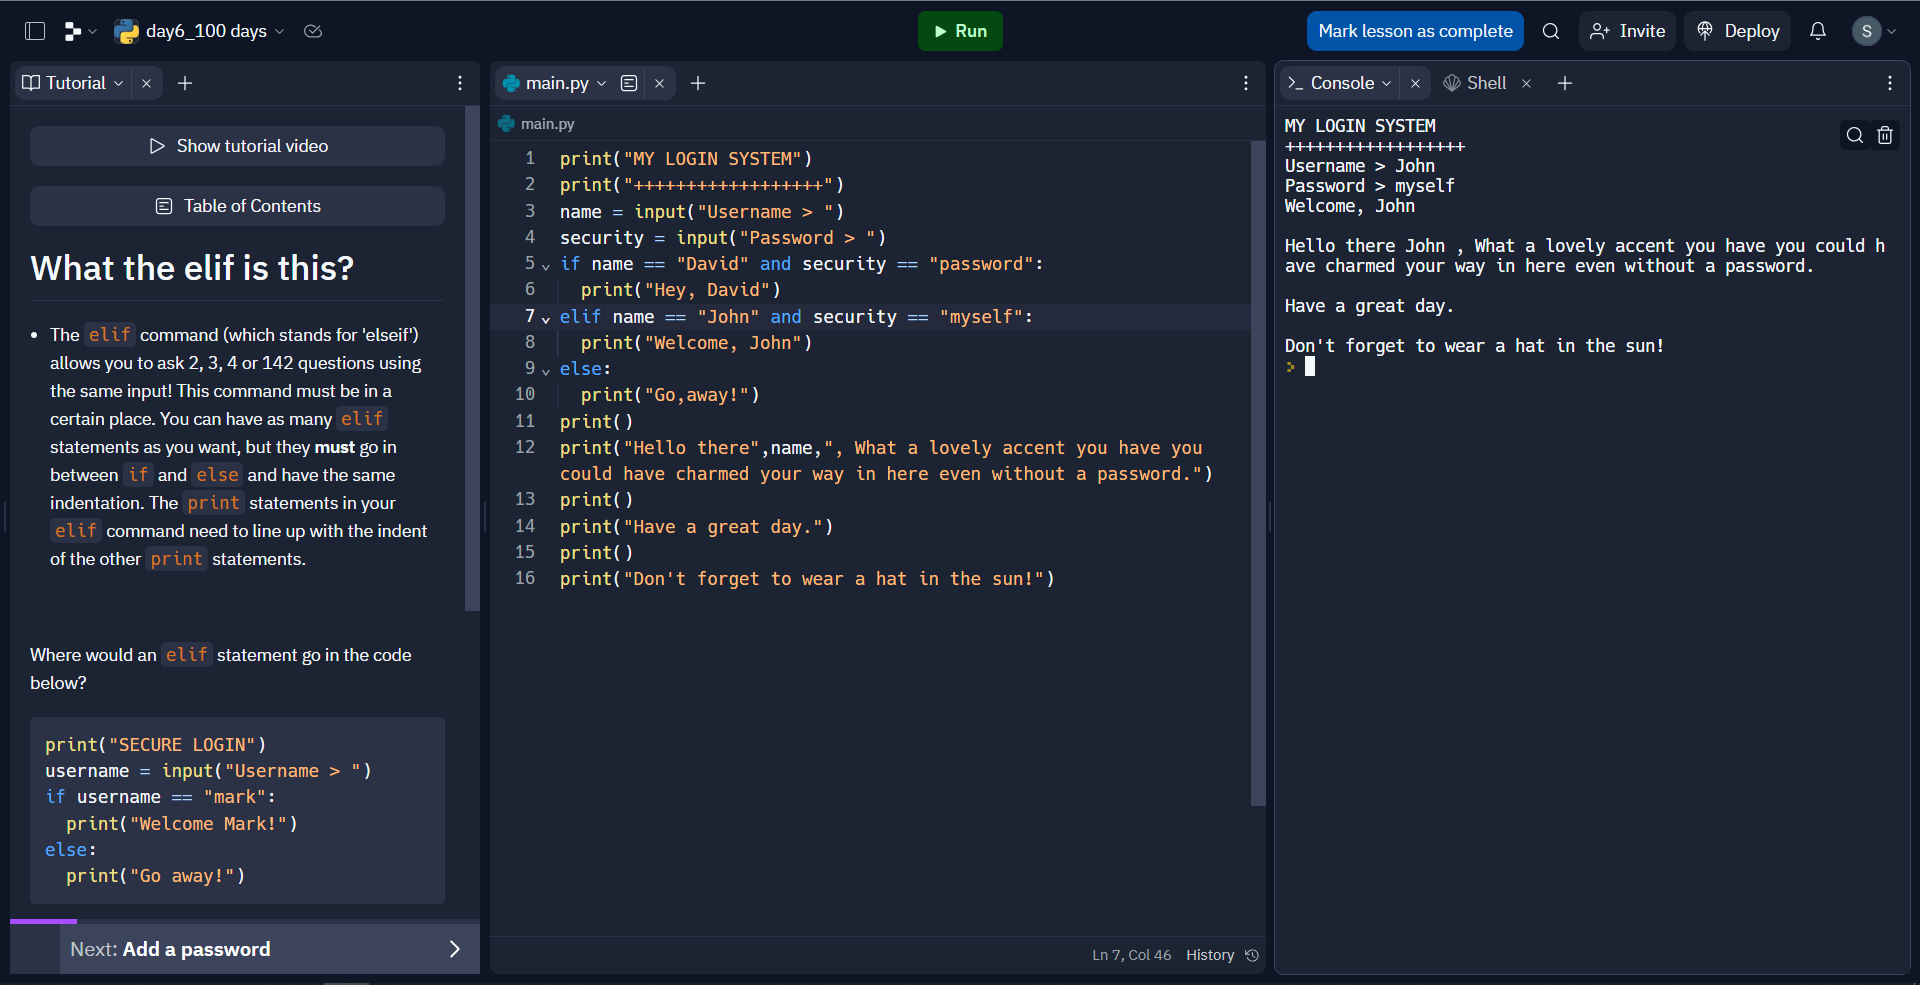 day6_100 days
Run
Mark lesson as complete
Invite
Deploy
S
Tutorial
Show tutorial video
Table of Contents
What the elif is this?
• The elif command (which stands for 'elseif')
allows you to ask 2, 3, 4 or 142 questions using
the same input! This command must be in a
certain place. You can have as many elif
statements as you want, but they must go in
between if and else and have the same
indentation. The print statements in your
elif command need to line up with the indent
of the other print statements.
Where would an elif statement go in the code
below?
print("SECURE LOGIN")
username = input("Username > ")
if username == "mark":
  print("Welcome Mark!")
else:
  print("Go away!")
Next: Add a password
main.py
main.py
1 print("MY LOGIN SYSTEM")
2 print("++++++++++++++++++")
3 name = input("Username > ")
4 security = input("Password > ")
5 if name == "David" and security == "password":
6   print("Hey, David")
7 elif name == "John" and security == "myself":
8   print("Welcome, John")
9 else:
10   print("Go,away!")
11 print()
12 print("Hello there",name,", What a lovely accent you have you
could have charmed your way in here even without a password.")
13 print()
14 print("Have a great day.")
15 print()
16 print("Don't forget to wear a hat in the sun!")
Ln 7, Col 46 History
Console
Shell
MY LOGIN SYSTEM
++++++++++++++++++
Username > John
Password > myself
Welcome, John
Hello there John , What a lovely accent you have you could h
ave charmed your way in here even without a password.
Have a great day.
Don't forget to wear a hat in the sun!